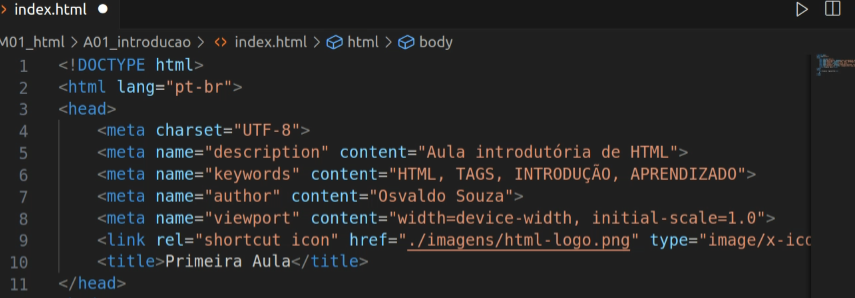 index.html
M01_html > A01_introducao > index.html > html > body
1 <!DOCTYPE html>
2 <html lang="pt-br">
3 <head>
4 <meta charset="UTF-8">
5 <meta name="description" content="Aula introdutória de HTML">
6 <meta name="keywords" content="HTML, TAGS, INTRODUÇÃO, APRENDIZADO">
7 <meta name="author" content="Osvaldo Souza">
8 <meta name="viewport" content="width=device-width, initial-scale=1.0">
9 <link rel="shortcut icon" href="./imagens/html-logo.png" type="image/x-ico
10 <title>Primeira Aula</title>
11 </head>